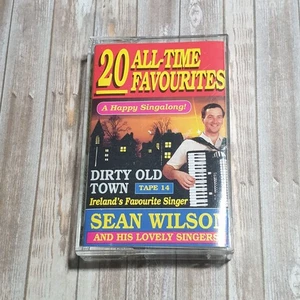 20 ALL-TIME
FAVOURITES
A Happy Singalong!
DIRTY OLD
TOWN TAPE 14
Ireland's Favourite Singer
SEAN WILSON
AND HIS LOVELY SINGERS